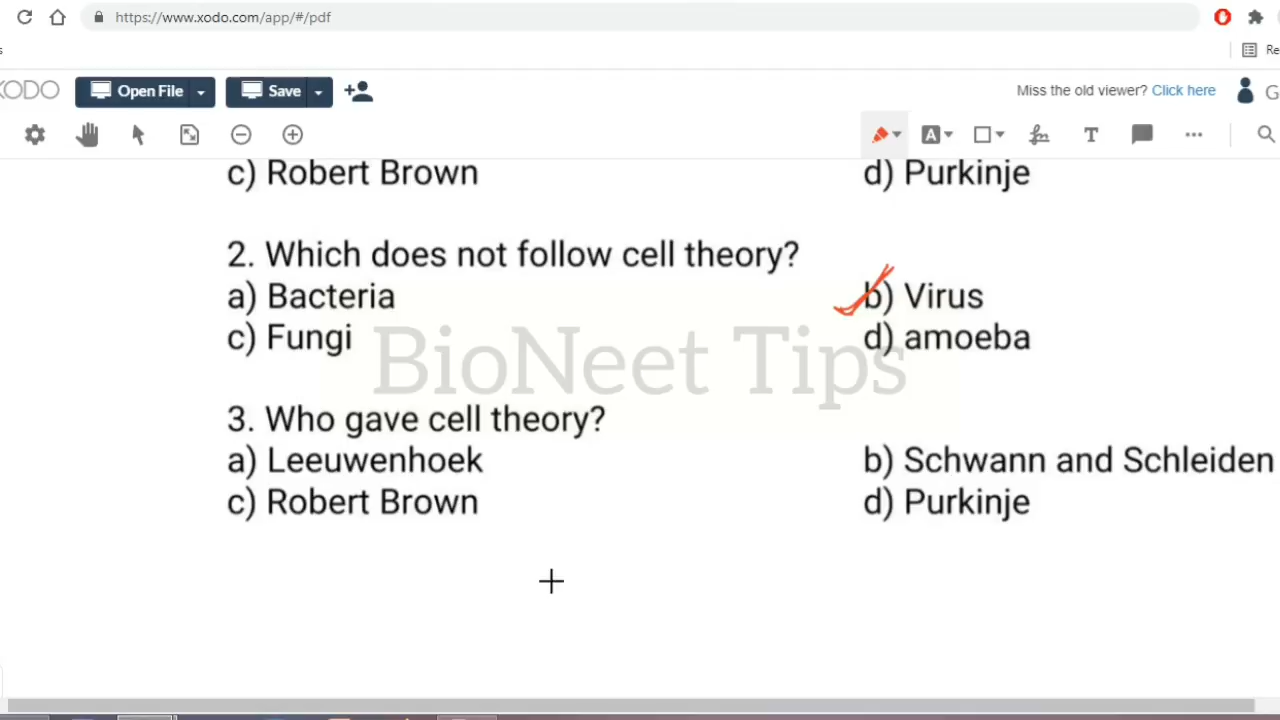 https://www.xodo.com/app/#/pdf
Re
XODO Open File Save Miss the old viewer? Click here G
A T
c) Robert Brown d) Purkinje
2. Which does not follow cell theory?
a) Bacteria b) Virus
c) Fungi d) amoeba
BioNeet Tips
3. Who gave cell theory?
a) Leeuwenhoek b) Schwann and Schleiden
c) Robert Brown d) Purkinje